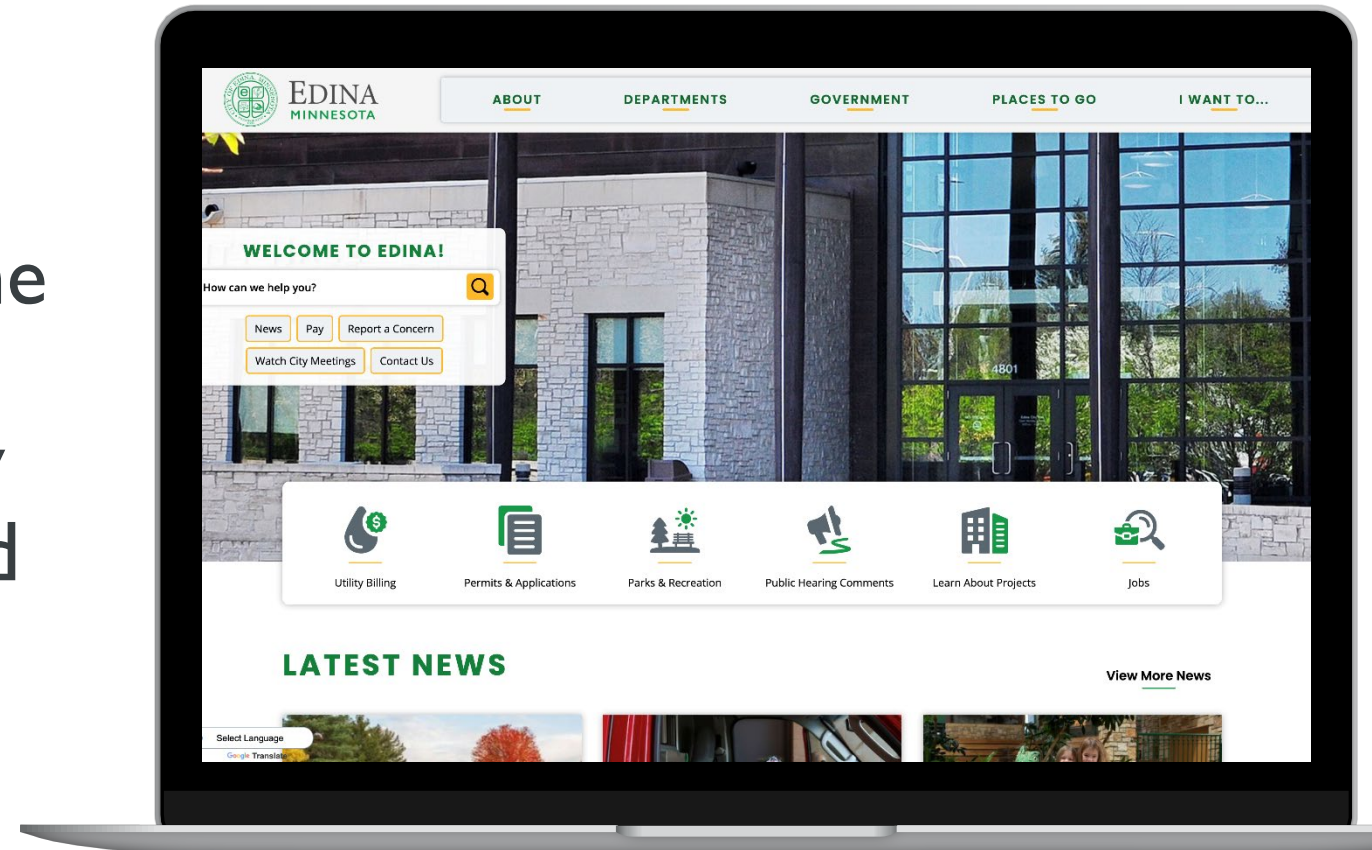 EDINA
MINNESOTA
ABOUT DEPARTMENTS GOVERNMENT PLACES TO GO I WANT TO...
WELCOME TO EDINA!
How can we help you?
News Pay Report a Concern
Watch City Meetings Contact Us
4801
Utility Billing Permits & Applications Parks & Recreation Public Hearing Comments Learn About Projects Jobs
LATEST NEWS
View More News
Select Language
Google Translate